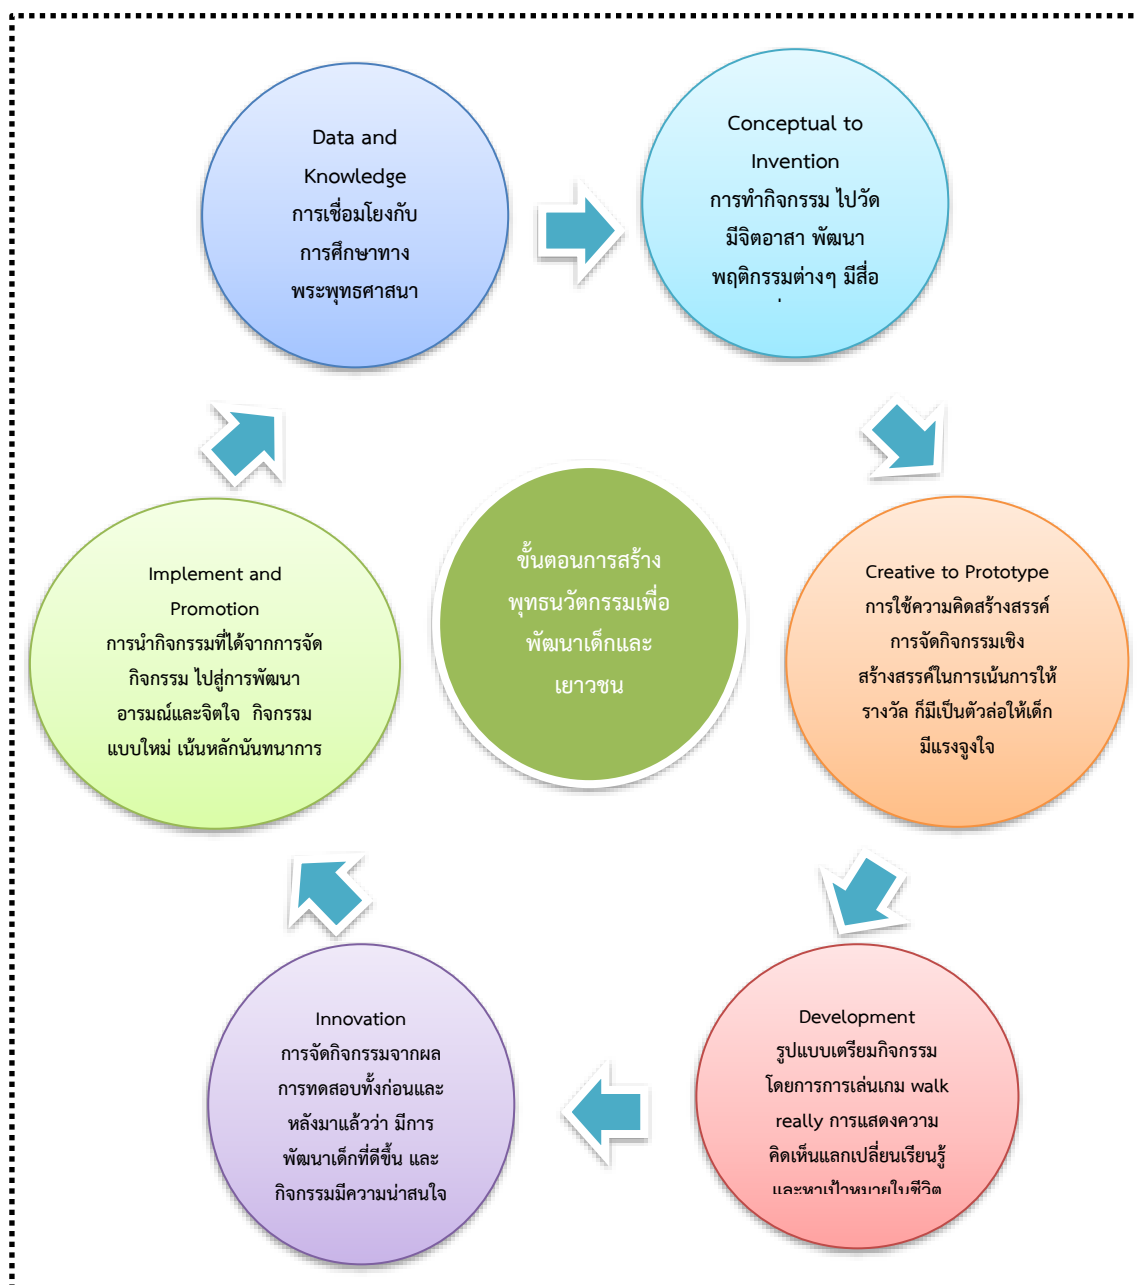 Data and
Knowledge
การเชื่อมโยงกับ
การศึกษาทาง
พระพุทธศาสนา
Conceptual to
Invention
การทำกิจกรรม ไปวัด
มีจิตอาสา พัฒนา
พฤติกรรมต่างๆ มีสื่อ
Creative to Prototype
การใช้ความคิดสร้างสรรค์
การจัดกิจกรรมเชิง
สร้างสรรค์ในการเน้นการให้
รางวัล ก็มีเป็นตัวล่อให้เด็ก
มีแรงจูงใจ
Development
รูปแบบเตรียมกิจกรรม
โดยการการเล่นเกม walk
really การแสดงความ
คิดเห็นแลกเปลี่ยนเรียนรู้
และหาเป้าหมายในชีวิต
Innovation
การจัดกิจกรรมจากผล
การทดสอบทั้งก่อนและ
หลังมาแล้วว่า มีการ
พัฒนาเด็กที่ดีขึ้น และ
กิจกรรมมีความน่าสนใจ
Implement and
Promotion
การนำกิจกรรมที่ได้จากการจัด
กิจกรรม ไปสู่การพัฒนา
อารมณ์และจิตใจ กิจกรรม
แบบใหม่ เน้นหลักนันทนาการ
ขั้นตอนการสร้าง
พุทธนวัตกรรมเพื่อ
พัฒนาเด็กและ
เยาวชน